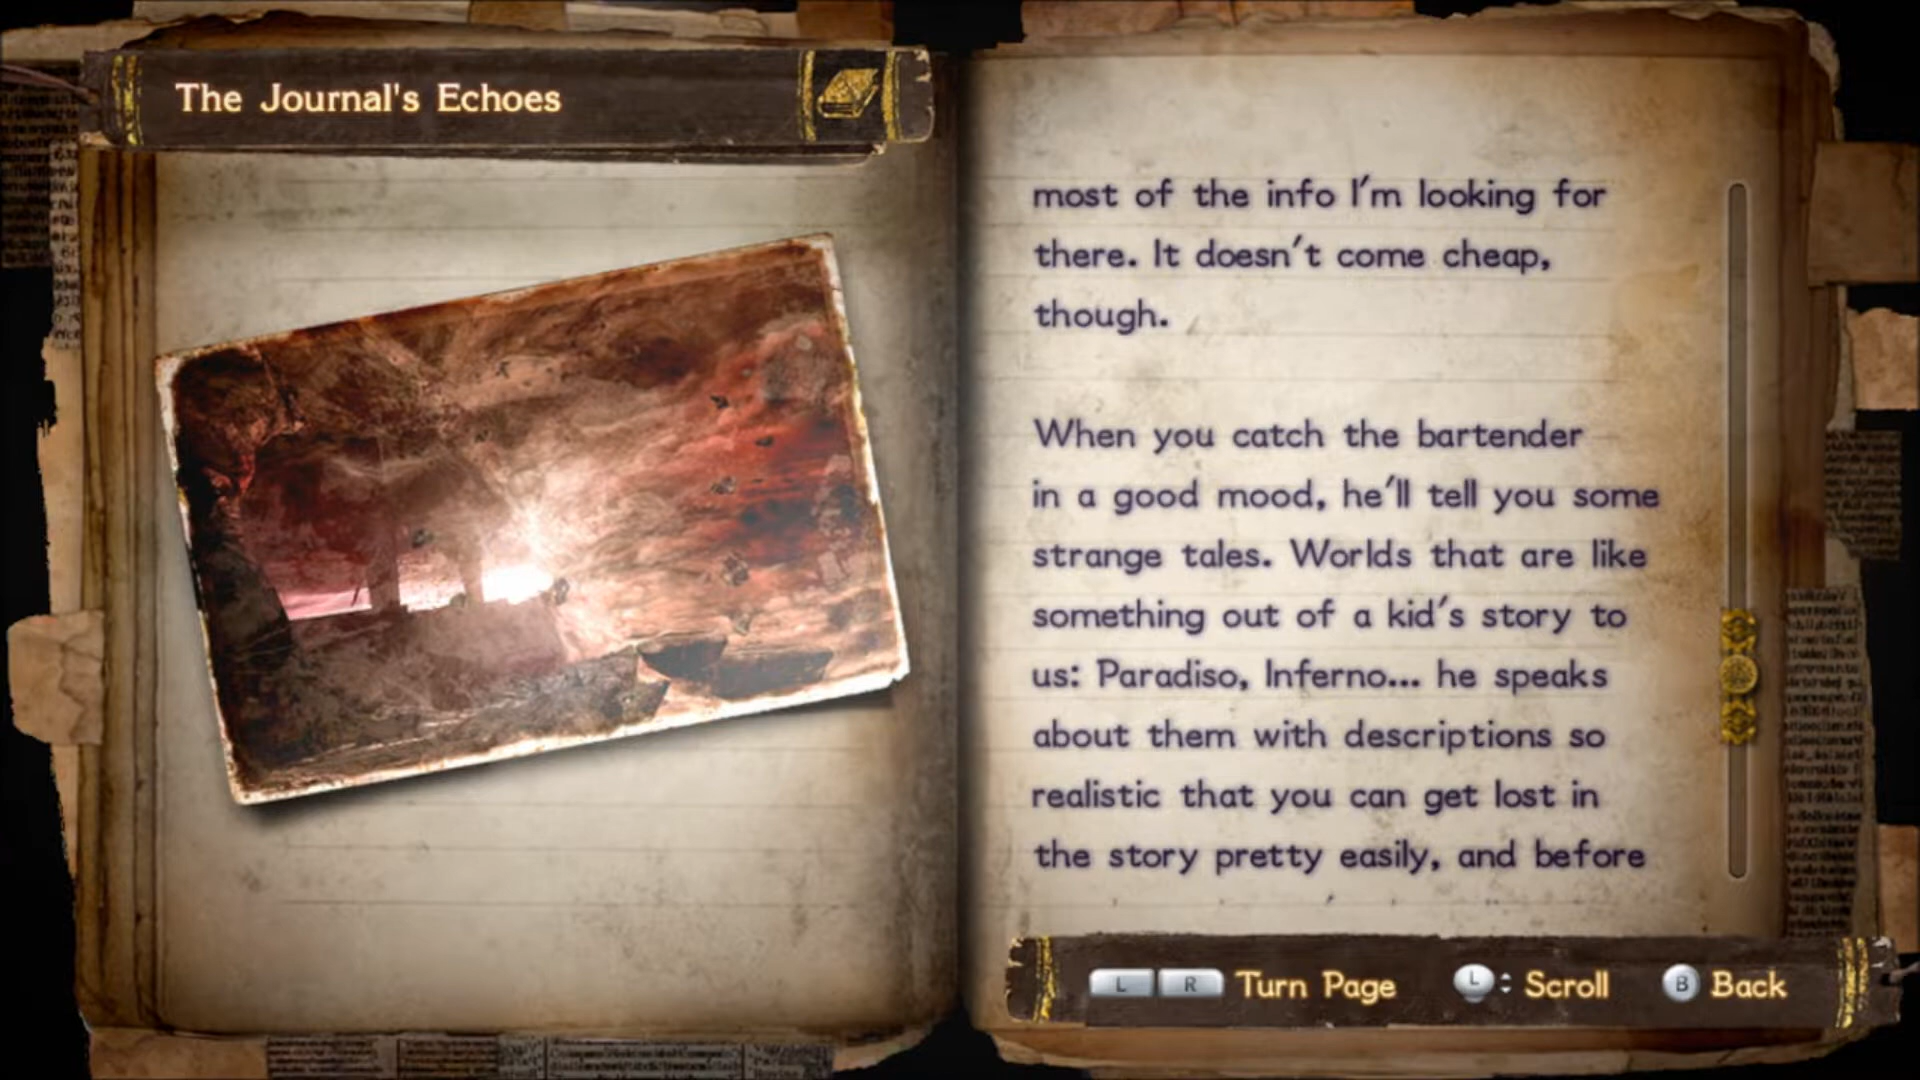 The Journal's Echoes
most of the info I'm looking for
there. It doesn't come cheap,
though.
When you catch the bartender
in a good mood, he'll tell you some
strange tales. Worlds that are like
something out of a kid's story to
us: Paradiso, Inferno... he speaks
about them with descriptions so
realistic that you can get lost in
the story pretty easily, and before
L R Turn Page L Scroll B Back